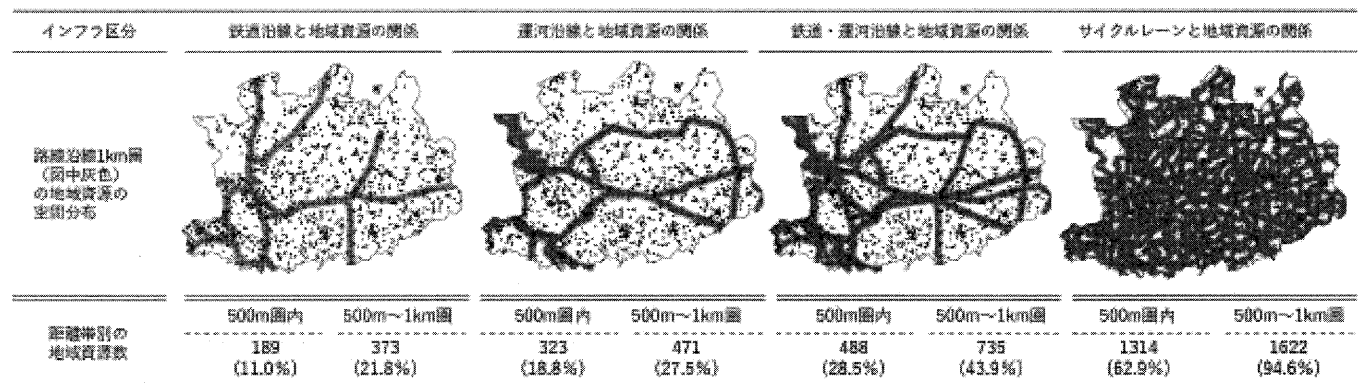 インフラ区分
鉄道沿線と地域資源の関係
運河沿線と地域資源の関係
鉄道・運河沿線と地域資源の関係
サイクルレーンと地域資源の関係
路線沿線1km圏
（図中灰色）
の地域資源の
空間分布
距離帯別の
地域資源数
500m圏内 500m〜1km圏 500m圏内 500m〜1km圏 500m圏内 500m〜1km圏 500m圏内 500m〜1km圏
189 373 323 471 488 735 1314 1622
(11.0%) (21.8%) (18.8%) (27.5%) (28.5%) (43.9%) (62.9%) (94.6%)